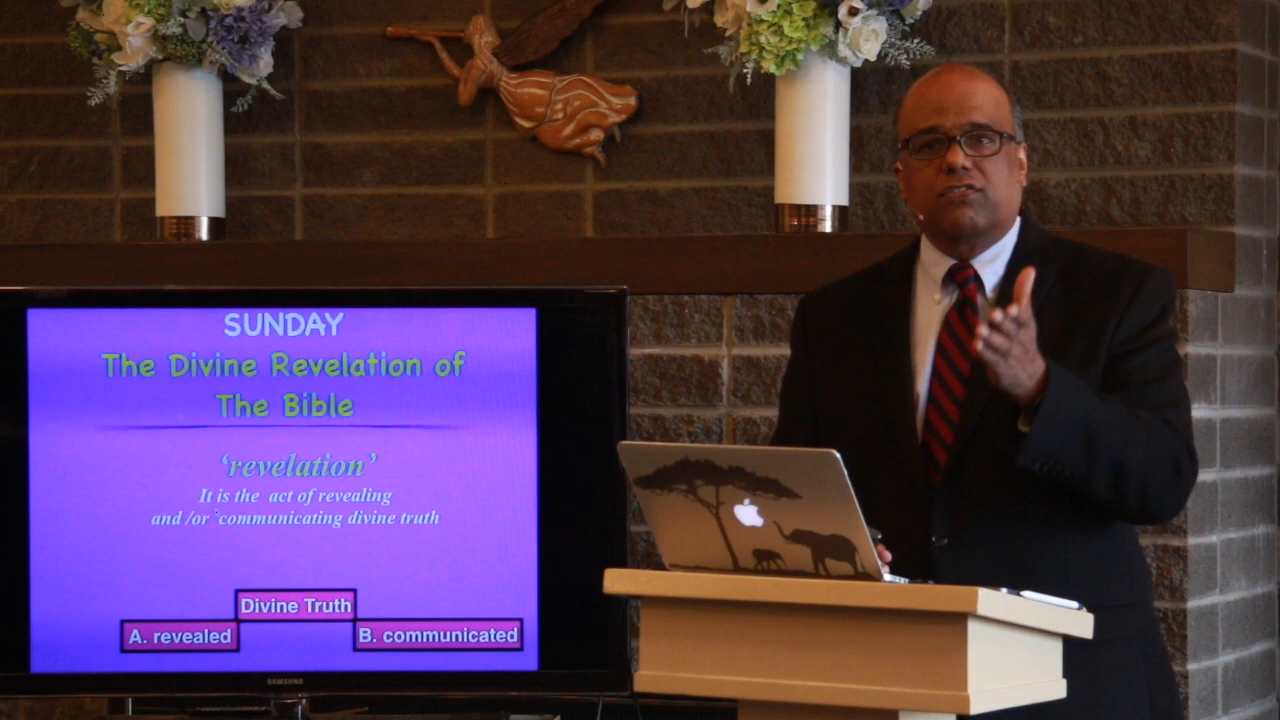 SUNDAY
The Divine Revelation of
The Bible
‘revelation’
It is the act of revealing
and /or `communicating divine truth
Divine Truth
A. revealed
B. communicated
SAMSUNG